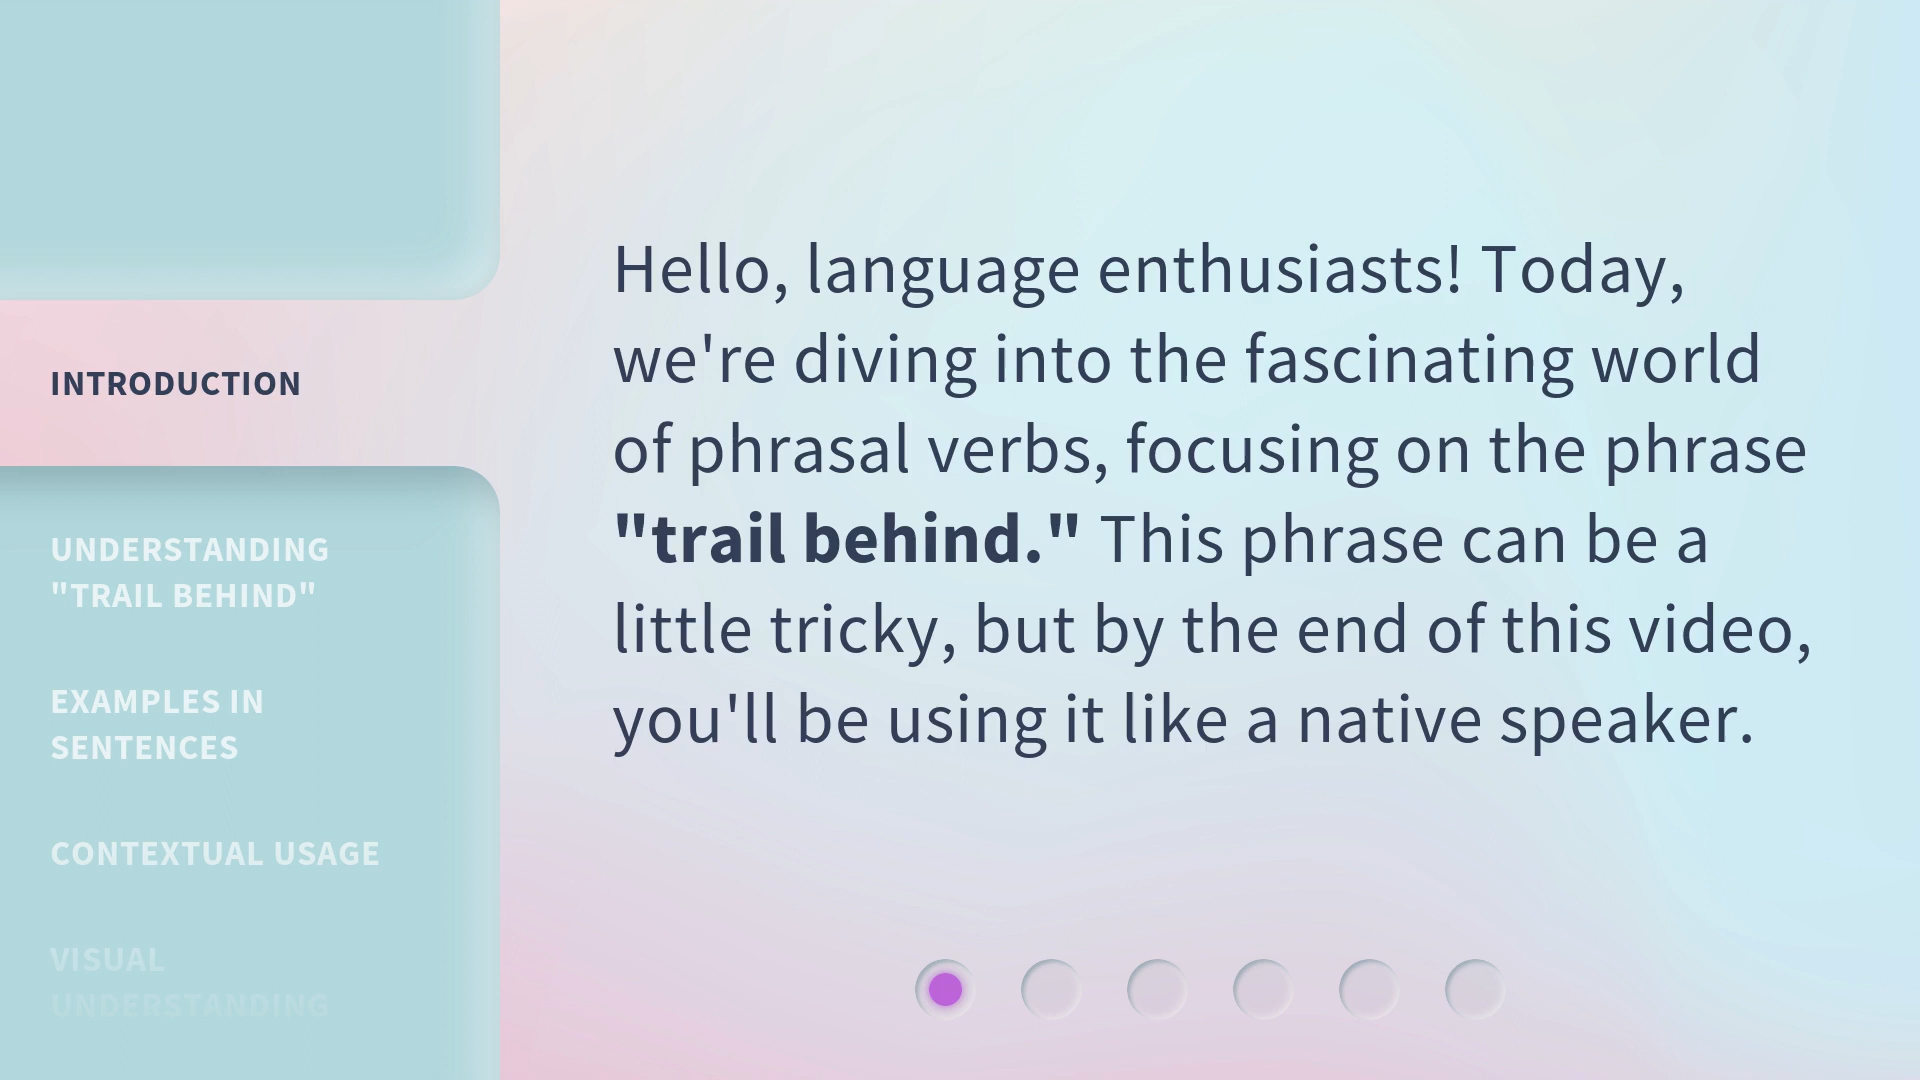 INTRODUCTION
UNDERSTANDING
"TRAIL BEHIND"
EXAMPLES IN
SENTENCES
CONTEXTUAL USAGE
VISUAL
UNDERSTANDING
Hello, language enthusiasts! Today,
we're diving into the fascinating world
of phrasal verbs, focusing on the phrase
"trail behind." This phrase can be a
little tricky, but by the end of this video,
you'll be using it like a native speaker.